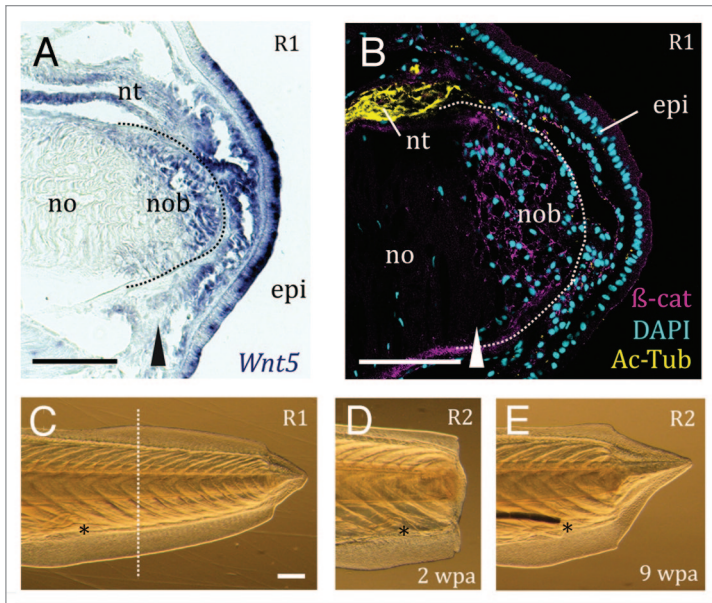 A
R1
nt
no
nob
epi
Wnt5
B
R1
epi
nt
nob
no
ß-cat
DAPI
Ac-Tub
C
R1
*
D
R2
*
2 wpa
E
R2
*
9 wpa